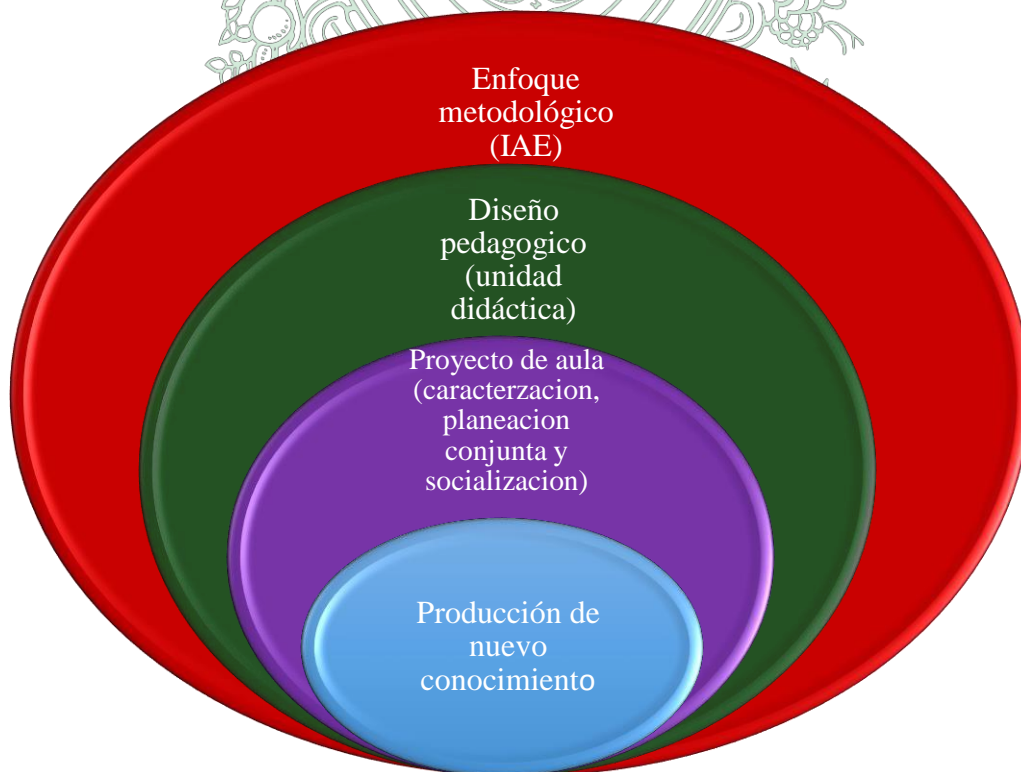 Enfoque
metodológico
(IAE)
Diseño
pedagogico
(unidad
didáctica)
Proyecto de aula
(caracterzacion,
planeacion
conjunta y
socializacion)
Producción de
nuevo
conocimiento